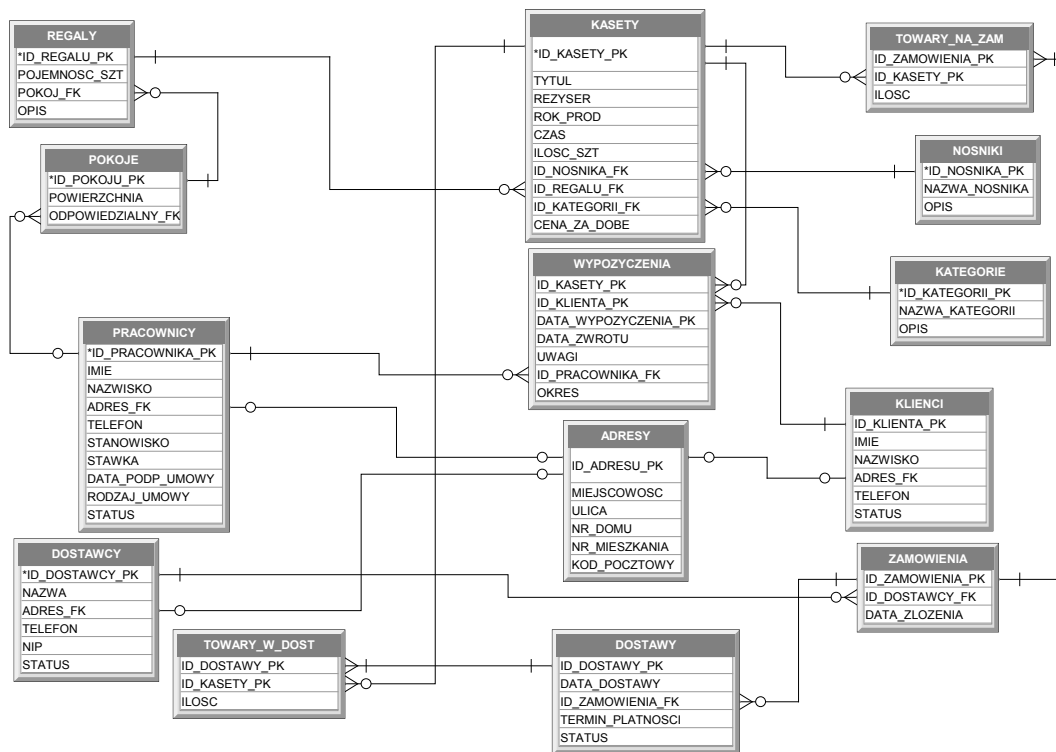 REGALY
*ID_REGALU_PK
POJEMNOSC_SZT
POKOJ_FK
OPIS
POKOJE
*ID_POKOJU_PK
POWIERZCHNIA
ODPOWIEDZIALNY_FK
KASETY
*ID_KASETY_PK
TYTUL
REZYSER
ROK_PROD
CZAS
ILOSC_SZT
ID_NOSNIKA_FK
ID_REGALU_FK
ID_KATEGORII_FK
CENA_ZA_DOBE
TOWARY_NA_ZAM
ID_ZAMOWIENIA_PK
ID_KASETY_PK
ILOSC
NOSNIKI
*ID_NOSNIKA_PK
NAZWA_NOSNIKA
OPIS
KATEGORIE
*ID_KATEGORII_PK
NAZWA_KATEGORII
OPIS
WYPOZYCZENIA
ID_KASETY_PK
ID_KLIENTA_PK
DATA_WYPOZYCZENIA_PK
DATA_ZWROTU
UWAGI
ID_PRACOWNIKA_FK
OKRES
PRACOWNICY
*ID_PRACOWNIKA_PK
IMIE
NAZWISKO
ADRES_FK
TELEFON
STANOWISKO
STAWKA
DATA_PODP_UMOWY
RODZAJ_UMOWY
STATUS
ADRESY
ID_ADRESU_PK
MIEJSCOWOSC
ULICA
NR_DOMU
NR_MIESZKANIA
KOD_POCZTOWY
KLIENCI
ID_KLIENTA_PK
IMIE
NAZWISKO
ADRES_FK
TELEFON
STATUS
DOSTAWCY
*ID_DOSTAWCY_PK
NAZWA
ADRES_FK
TELEFON
NIP
STATUS
ZAMOWIENIA
ID_ZAMOWIENIA_PK
ID_DOSTAWCY_FK
DATA_ZLOZENIA
TOWARY_W_DOST
ID_DOSTAWY_PK
ID_KASETY_PK
ILOSC
DOSTAWY
ID_DOSTAWY_PK
DATA_DOSTAWY
ID_ZAMOWIENIA_FK
TERMIN_PLATNOSCI
STATUS